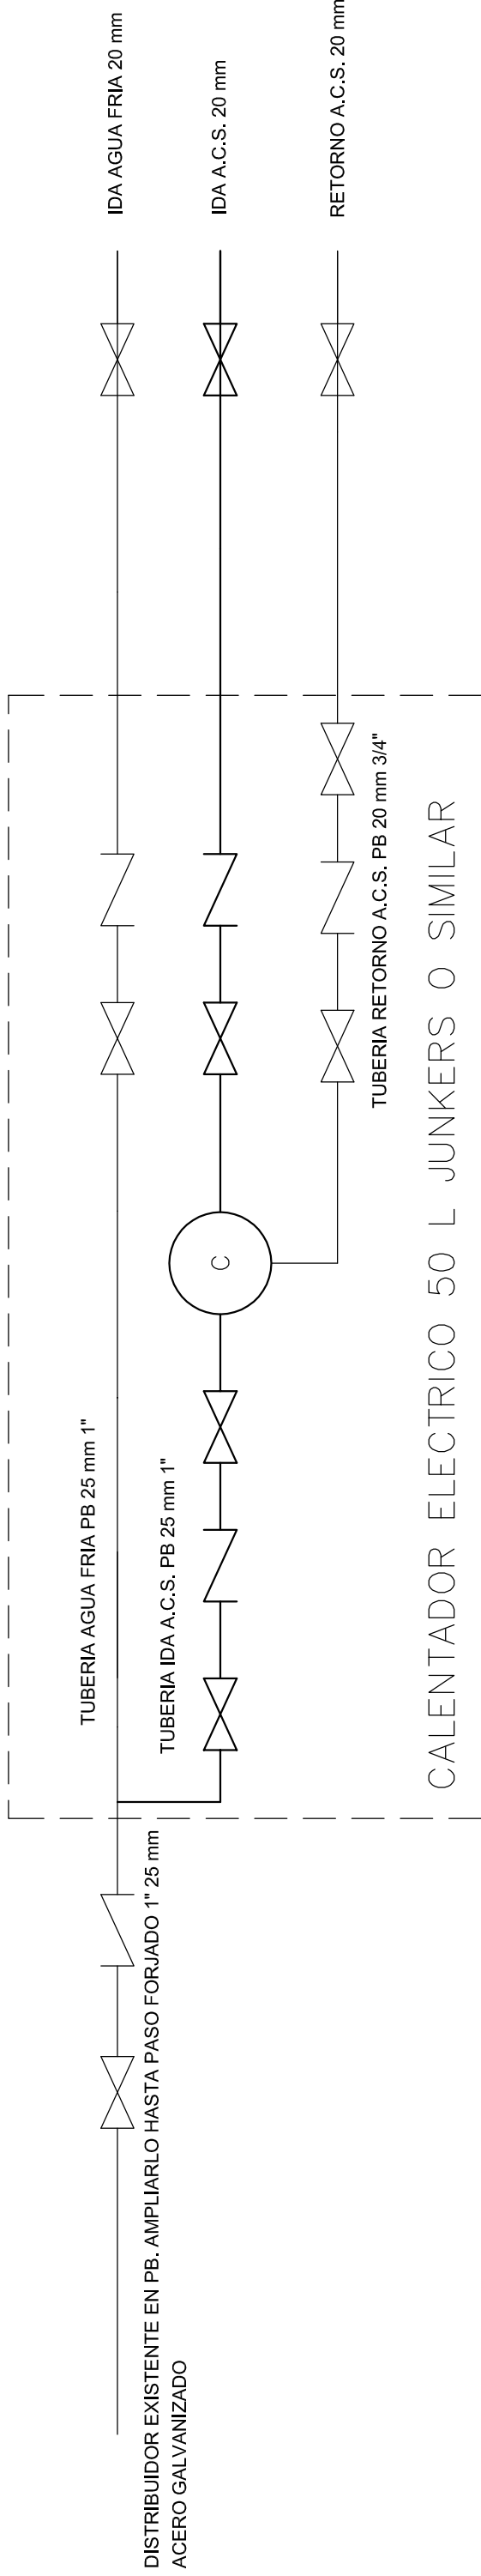 IDA AGUA FRIA 20 mm
IDA A.C.S. 20 mm
RETORNO A.C.S. 20 mm
TUBERIA AGUA FRIA PB 25 mm 1"
TUBERIA IDA A.C.S. PB 25 mm 1"
C
TUBERIA RETORNO A.C.S. PB 20 mm 3/4"
CALENTADOR ELECTRICO 50 L JUNKERS O SIMILAR
DISTRIBUIDOR EXISTENTE EN PB. AMPLIARLO HASTA PASO FORJADO 1" 25 mm
ACERO GALVANIZADO